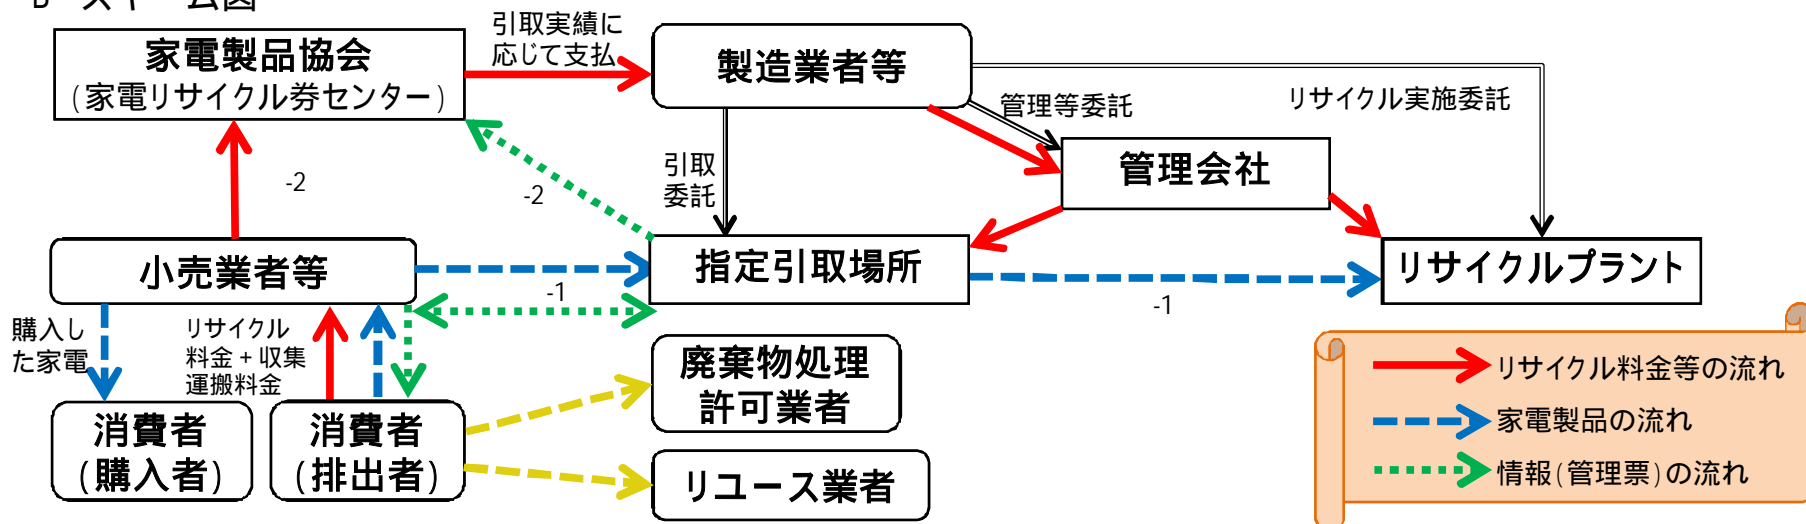 家電製品協会
(家電リサイクル券センター)
引取実績に
応じて支払
製造業者等
管理等委託
リサイクル実施委託
管理会社
引取
委託
-2
-2
小売業者等
指定引取場所
リサイクルプラント
-1
-1
購入し
た家電
リサイクル
料金+収集
運搬料金
消費者
(購入者)
消費者
(排出者)
廃棄物処理
許可業者
リユース業者
リサイクル料金等の流れ
家電製品の流れ
情報(管理票)の流れ